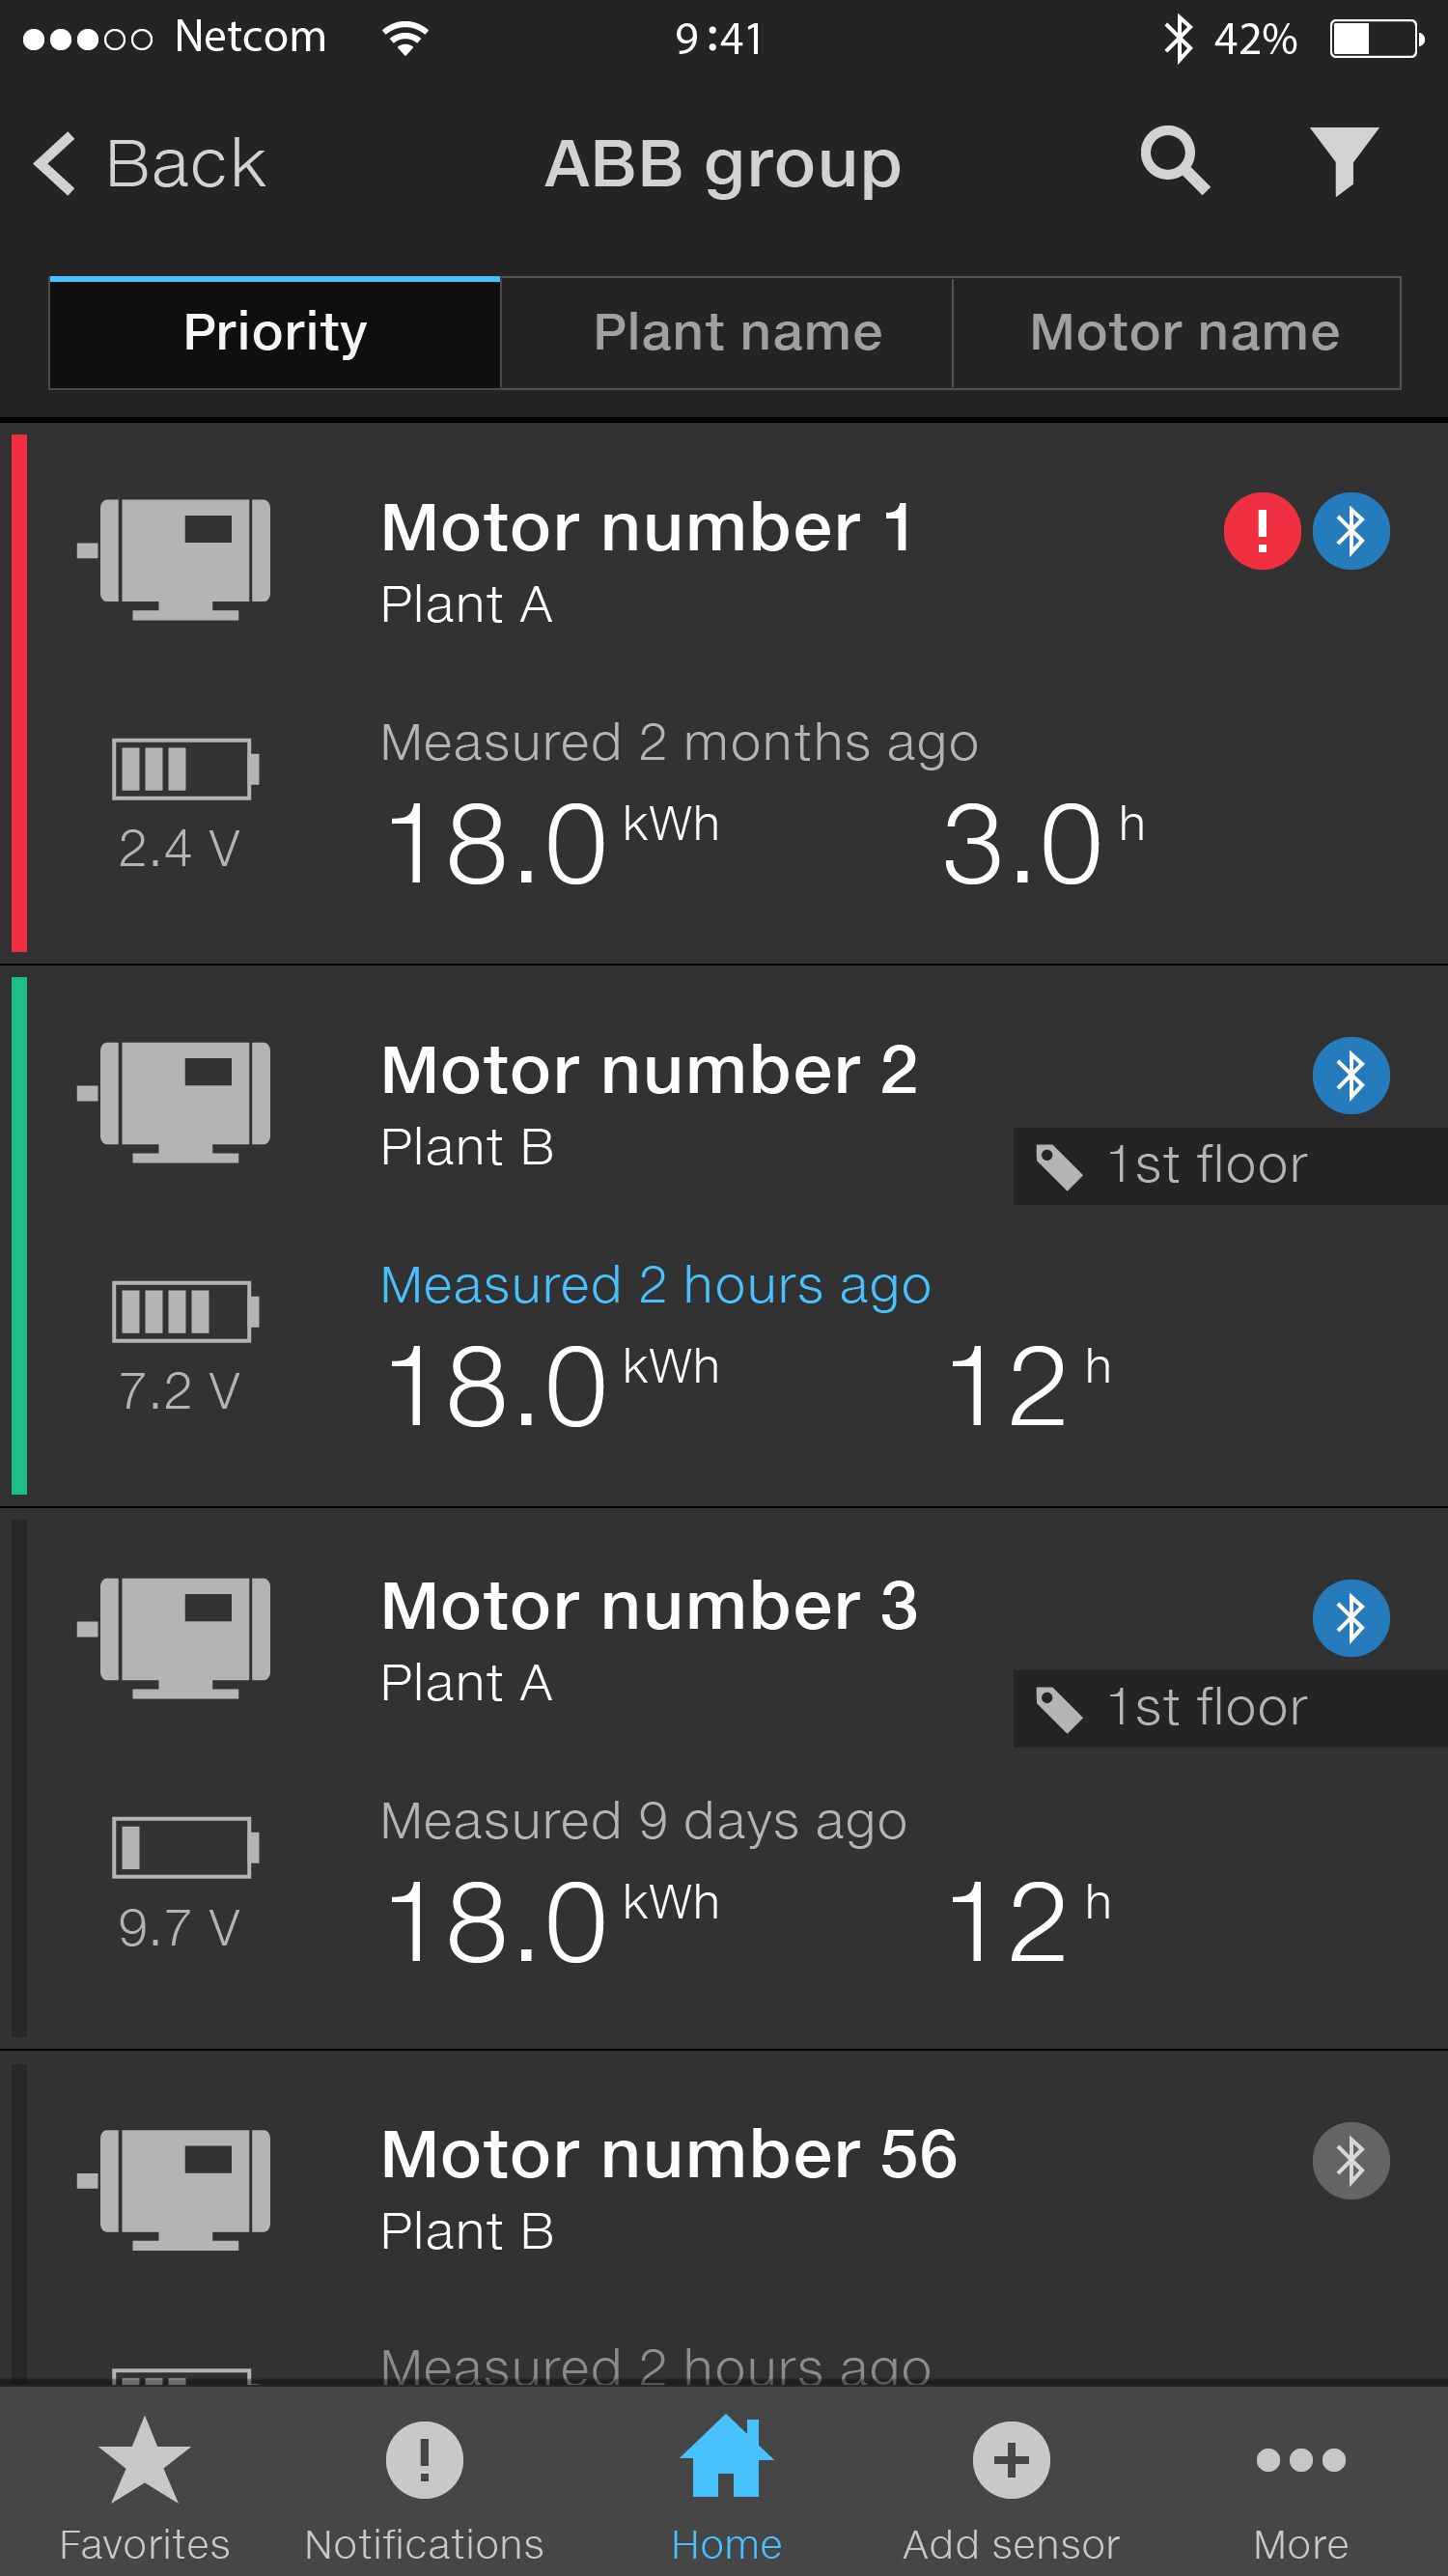 Netcom 9:41 42%
Back ABB group
Priority Plant name Motor name
Motor number 1
Plant A
Measured 2 months ago
2.4 V 18.0 kWh 3.0 h
Motor number 2
Plant B
1st floor
Measured 2 hours ago
7.2 V 18.0 kWh 12 h
Motor number 3
Plant A
1st floor
Measured 9 days ago
9.7 V 18.0 kWh 12 h
Motor number 56
Plant B
Measured 2 hours ago
Favorites Notifications Home Add sensor More